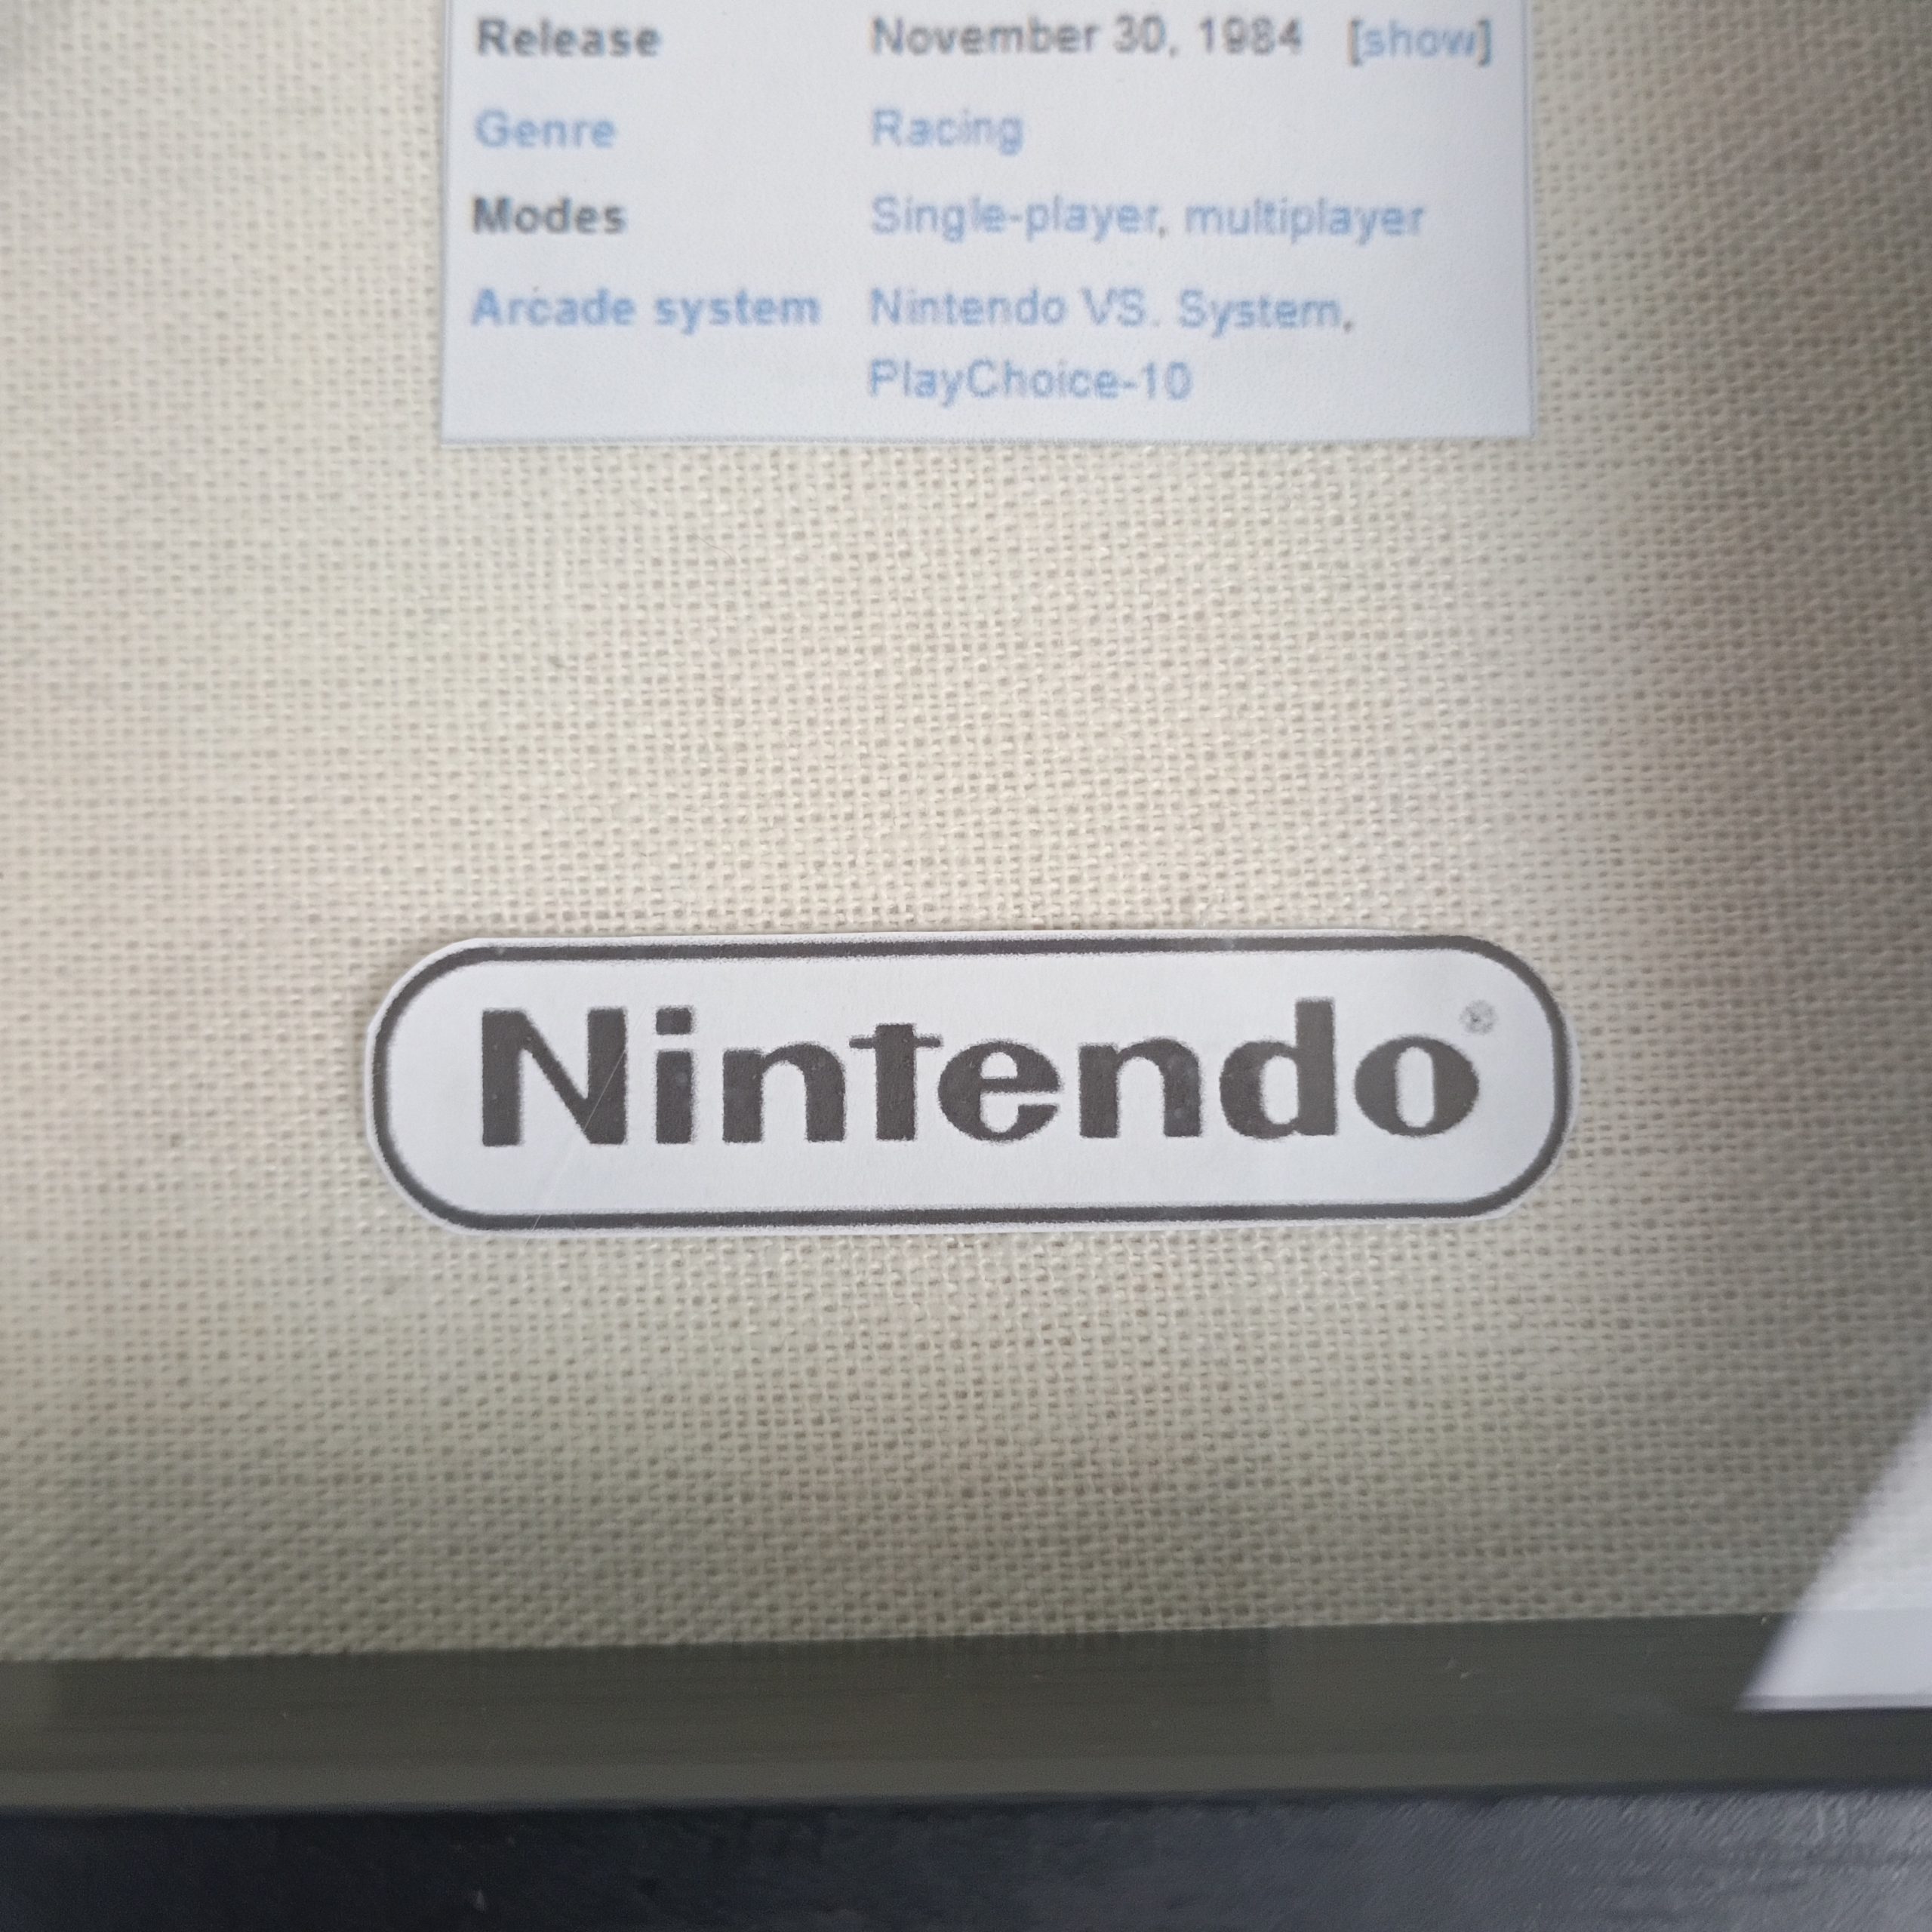 Release November 30, 1984 [show]
Genre Racing
Modes Single-player, multiplayer
Arcade system Nintendo VS. System,
PlayChoice-10
Nintendo®